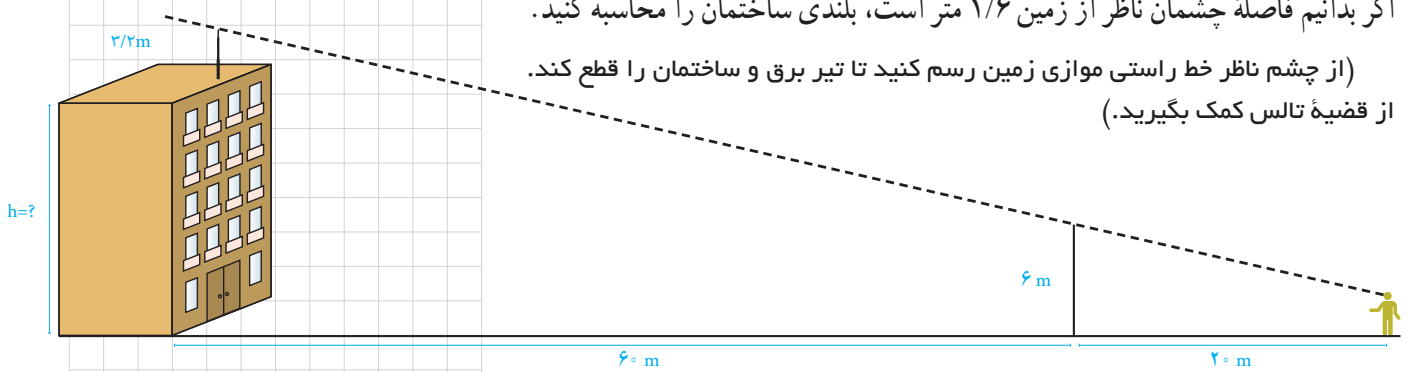 اگر بدانیم فاصلهٔ چشمان ناظر از زمین ۱/۶ متر است، بلندی ساختمان را محاسبه کنید.
(از چشم ناظر خط راستی موازی زمین رسم کنید تا تیر برق و ساختمان را قطع کند.
از قضیهٔ تالس کمک بگیرید.)
۳/۲m
h=?
۶ m
۶۰ m
۲۰ m